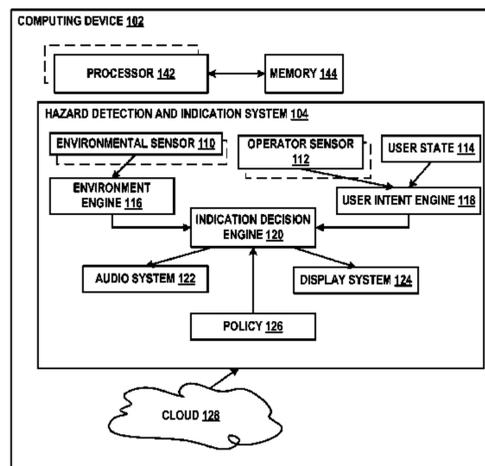 COMPUTING DEVICE 102
PROCESSOR 142
MEMORY 144
HAZARD DETECTION AND INDICATION SYSTEM 104
ENVIRONMENTAL SENSOR 110
OPERATOR SENSOR
112
USER STATE 114
ENVIRONMENT
ENGINE 116
USER INTENT ENGINE 118
INDICATION DECISION
ENGINE 120
AUDIO SYSTEM 122
DISPLAY SYSTEM 124
POLICY 126
CLOUD 128